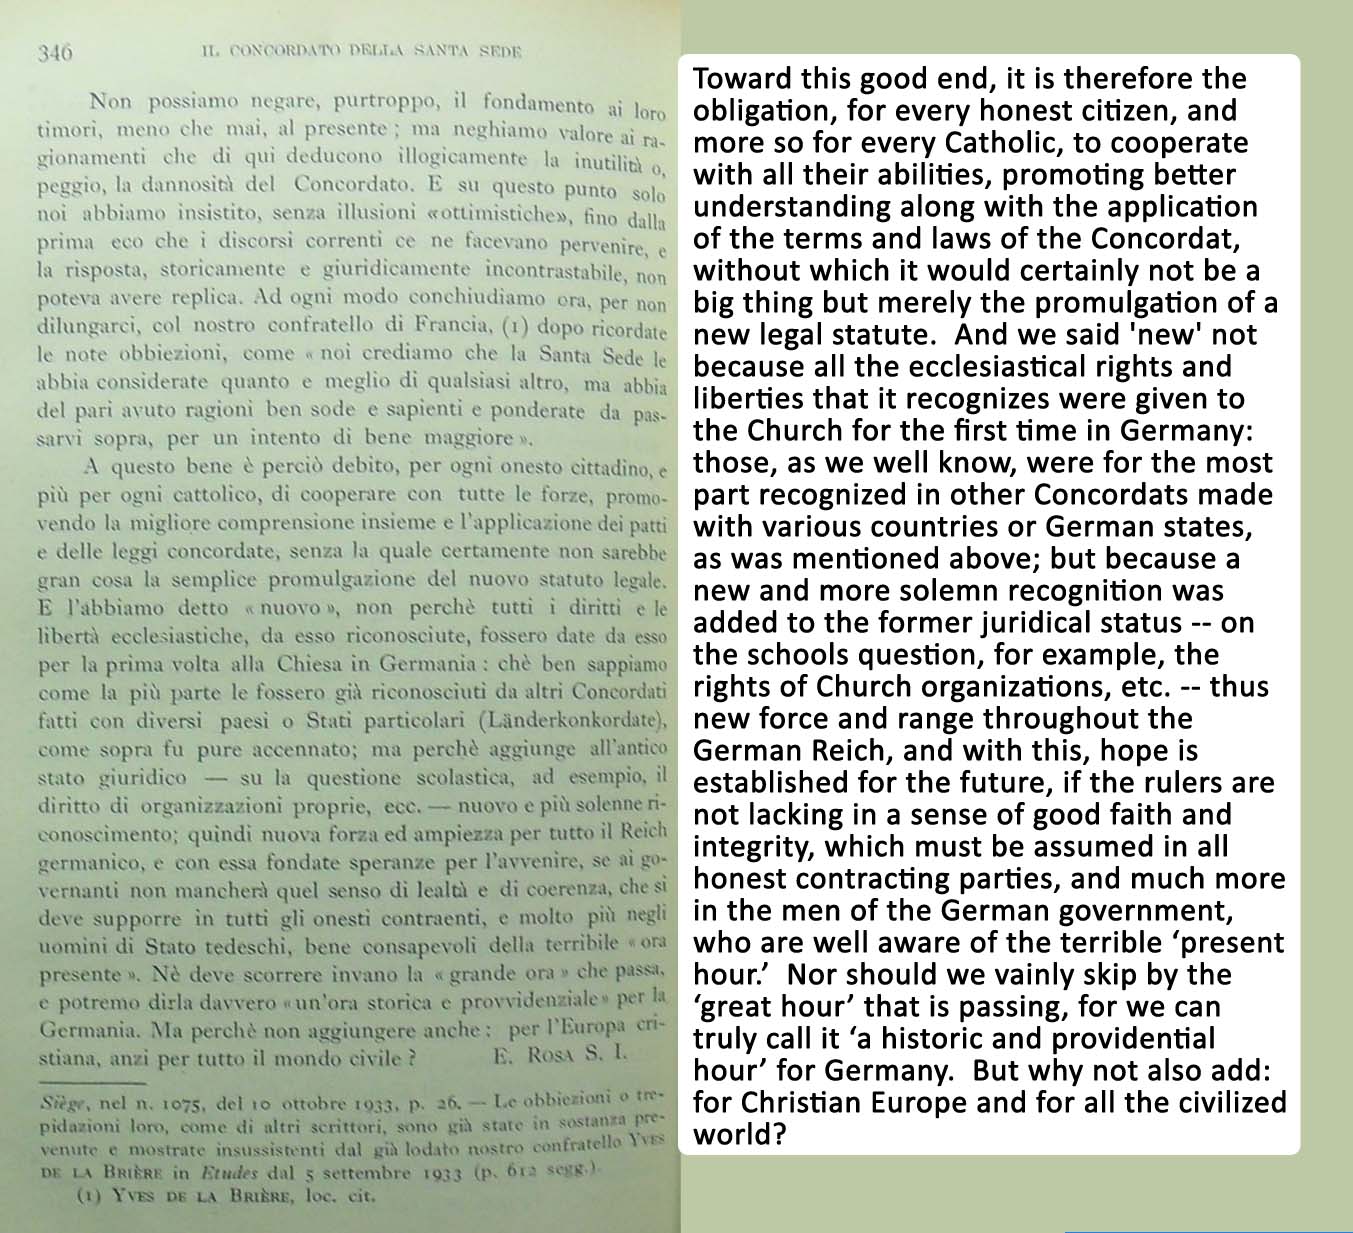 346
IL CONCORDATO DELLA SANTA SEDE
Non possiamo negare, purtroppo, il fondamento ai loro
timori, meno che mai, al presente ; ma neghiamo valore ai ra-
gionamenti che di qui deducono illogicamente la inutilità o,
peggio, la dannosità del Concordato. E su questo punto solo
noi abbiamo insistito, senza illusioni «ottimistiche», fino dalla
prima eco che i discorsi correnti ce ne facevano pervenire, e
la risposta, storicamente e giuridicamente incontrastabile, non
poteva avere replica. Ad ogni modo conchiudiamo ora, per non
dilungarci, col nostro confratello di Francia, (1) dopo ricordate
le note obbiezioni, come « noi crediamo che la Santa Sede le
abbia considerate quanto e meglio di qualsiasi altro, ma abbia
del pari avuto ragioni ben sode e sapienti e ponderate da pas-
sarvi sopra, per un intento di bene maggiore ».
A questo bene è perciò debito, per ogni onesto cittadino, e
più per ogni cattolico, di cooperare con tutte le forze, promo-
vendo la migliore comprensione insieme e l'applicazione dei patti
e delle leggi concordate, senza la quale certamente non sarebbe
gran cosa la semplice promulgazione del nuovo statuto legale.
E l'abbiamo detto « nuovo », non perchè tutti i diritti e le
libertà ecclesiastiche, da esso riconosciute, fossero date da esso
per la prima volta alla Chiesa in Germania : chè ben sappiamo
come la più parte le fossero già riconosciuti da altri Concordati
fatti con diversi paesi o Stati particolari (Länderkonkordate),
come sopra fu pure accennato; ma perchè aggiunge all'antico
stato giuridico — su la questione scolastica, ad esempio, il
diritto di organizzazioni proprie, ecc. — nuovo e più solenne ri-
conoscimento; quindi nuova forza ed ampiezza per tutto il Reich
germanico, e con essa fondate speranze per l'avvenire, se ai go-
vernanti non mancherà quel senso di lealtà e di coerenza, che si
deve supporre in tutti gli onesti contraenti, e molto più negli
uomini di Stato tedeschi, bene consapevoli della terribile « ora
presente ». Nè deve scorrere invano la « grande ora » che passa,
e potremo dirla davvero «un'ora storica e provvidenziale» per la
Germania. Ma perchè non aggiungere anche : per l'Europa cri-
stiana, anzi per tutto il mondo civile ?
E. ROSA S. I.
Siège, nel n. 1075, del 10 ottobre 1933, p. 26. — Le obbiezioni o tre-
pidazioni loro, come di altri scrittori, sono già state in sostanza pre-
venute e mostrate insussistenti dal già lodato nostro confratello YVES
DE LA BRIÈRE in Etudes dal 5 settembre 1933 (p. 612 segg.).
(1) YVES DE LA BRIÈRE, loc. cit.
Toward this good end, it is therefore the
obligation, for every honest citizen, and
more so for every Catholic, to cooperate
with all their abilities, promoting better
understanding along with the application
of the terms and laws of the Concordat,
without which it would certainly not be a
big thing but merely the promulgation of a
new legal statute.  And we said 'new' not
because all the ecclesiastical rights and
liberties that it recognizes were given to
the Church for the first time in Germany:
those, as we well know, were for the most
part recognized in other Concordats made
with various countries or German states,
as was mentioned above; but because a
new and more solemn recognition was
added to the former juridical status -- on
the schools question, for example, the
rights of Church organizations, etc. -- thus
new force and range throughout the
German Reich, and with this, hope is
established for the future, if the rulers are
not lacking in a sense of good faith and
integrity, which must be assumed in all
honest contracting parties, and much more
in the men of the German government,
who are well aware of the terrible ‘present
hour.’  Nor should we vainly skip by the
‘great hour’ that is passing, for we can
truly call it ‘a historic and providential
hour’ for Germany.  But why not also add:
for Christian Europe and for all the civilized
world?